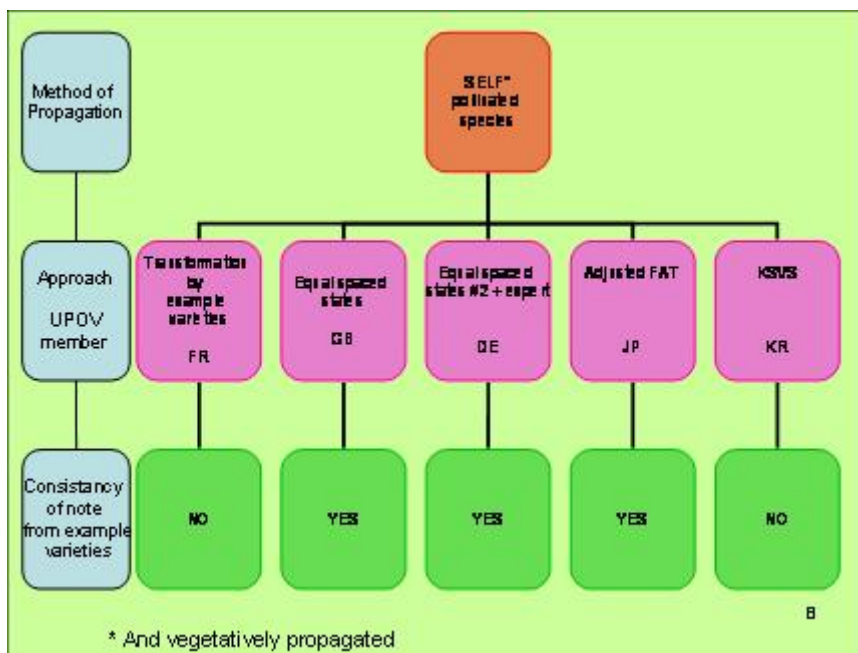 Method of
Propagation
SELF*
pollinated
species
Approach
UPOV
member
Transformation
by
example
varieties
FR
Equal spaced
states
GB
Equal spaced
states #2 + expert
DE
Adjusted FAT
JP
KSVS
KR
Consistancy
of note
from example
varieties
NO
YES
YES
YES
NO
8
* And vegetatively propagated